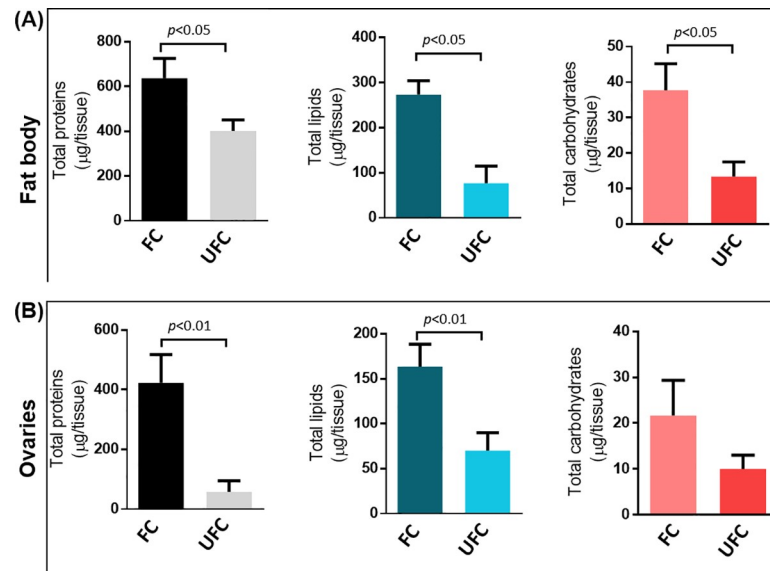 (A)
Fat body
Total proteins
(μg/tissue)
800
600
400
200
0
p<0.05
FC
UFC
Total lipids
(μg/tissue)
400
300
200
100
0
p<0.05
FC
UFC
Total carbohydrates
(μg/tissue)
50
40
30
20
10
0
p<0.05
FC
UFC
(B)
Ovaries
Total proteins
(μg/tissue)
600
400
200
0
p<0.01
FC
UFC
Total lipids
(μg/tissue)
200
150
100
50
0
p<0.01
FC
UFC
Total carbohydrates
(μg/tissue)
40
30
20
10
0
FC
UFC